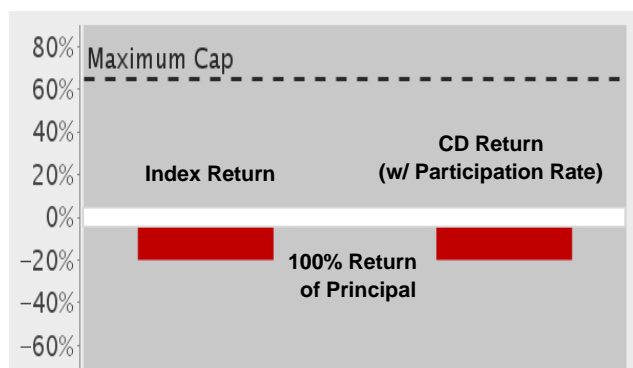 80%
Maximum Cap
60%
40%
CD Return
20%
Index Return
(w/ Participation Rate)
0%
-20%
100% Return
of Principal
-40%
-60%